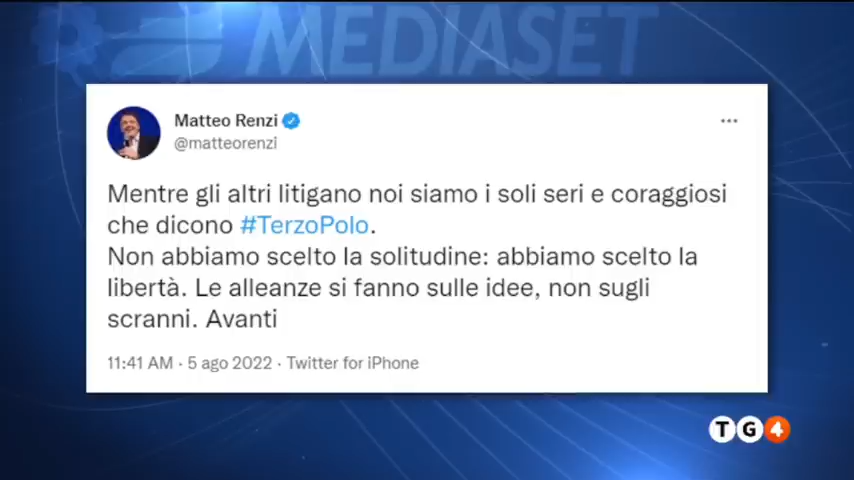 MEDIASET
Matteo Renzi
@matteorenzi
Mentre gli altri litigano noi siamo i soli seri e coraggiosi
che dicono #TerzoPolo.
Non abbiamo scelto la solitudine: abbiamo scelto la
libertà. Le alleanze si fanno sulle idee, non sugli
scranni. Avanti
11:41 AM · 5 ago 2022 · Twitter for iPhone
TG4